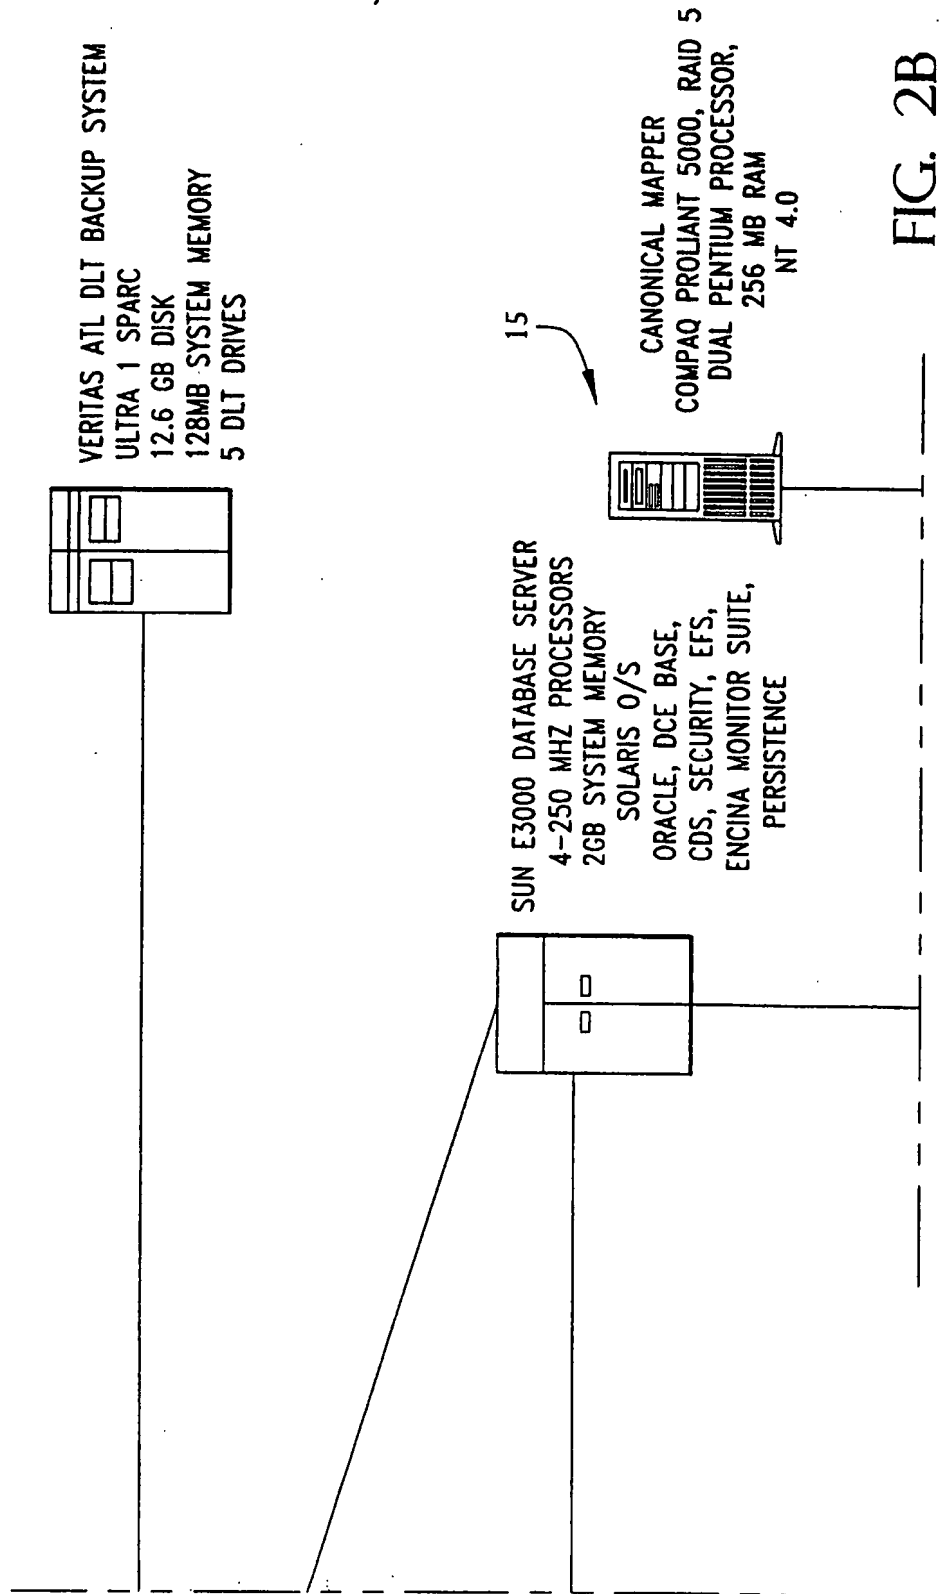 VERITAS ATL DLT BACKUP SYSTEM
ULTRA 1 SPARC
12.6 GB DISK
128MB SYSTEM MEMORY
5 DLT DRIVES
SUN E3000 DATABASE SERVER
4-250 MHZ PROCESSORS
2GB SYSTEM MEMORY
SOLARIS O/S
ORACLE, DCE BASE,
CDS, SECURITY, EFS,
ENCINA MONITOR SUITE,
PERSISTENCE
15
CANONICAL MAPPER
COMPAQ PROLIANT 5000, RAID 5
DUAL PENTIUM PROCESSOR,
256 MB RAM
NT 4.0
FIG. 2B